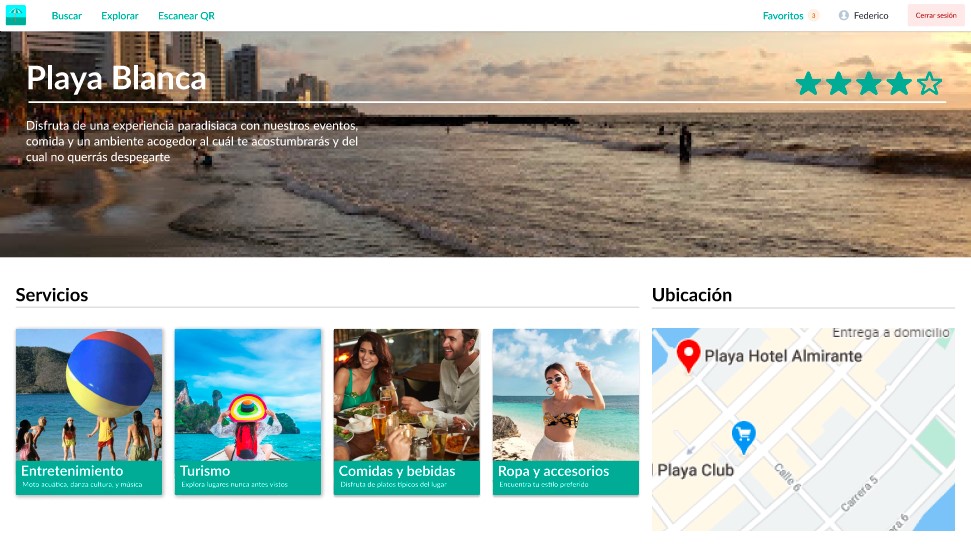 Buscar
Explorar
Escanear QR
Favoritos 3
Federico
Cerrar sesión
Playa Blanca
Disfruta de una experiencia paradisiaca con nuestros eventos,
comida y un ambiente acogedor al cuál te acostumbrarás y del
cual no querrás despegarte
Servicios
Entretenimiento
Moto acuática, danza cultura, y música
Turismo
Explora lugares nunca antes vistos
Comidas y bebidas
Disfruta de platos típicos del lugar
Ropa y accesorios
Encuentra tu estilo preferido
Ubicación
Entrega a domicilio
Playa Hotel Almirante
Playa Club
Calle 6
Carrera 5
ra 6